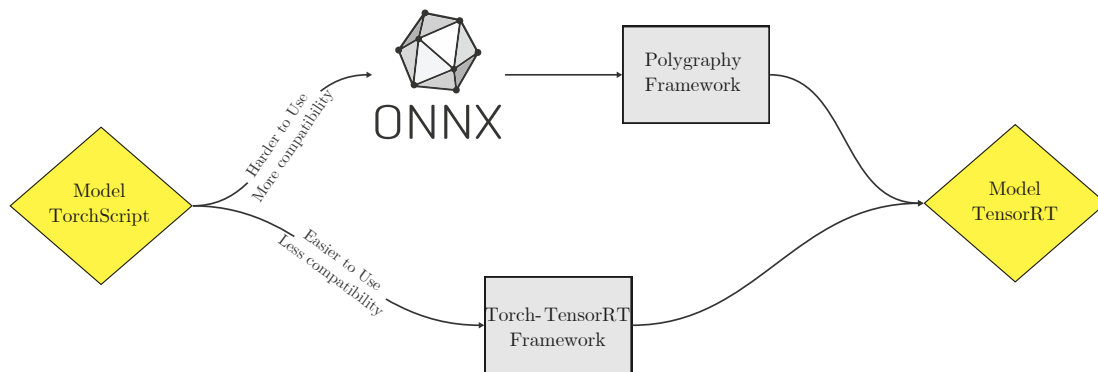 Model
TorchScript
Harder to Use
More compatibility
ONNX
Polygraphy
Framework
Easier to Use
Less compatibility
Torch-TensorRT
Framework
Model
TensorRT